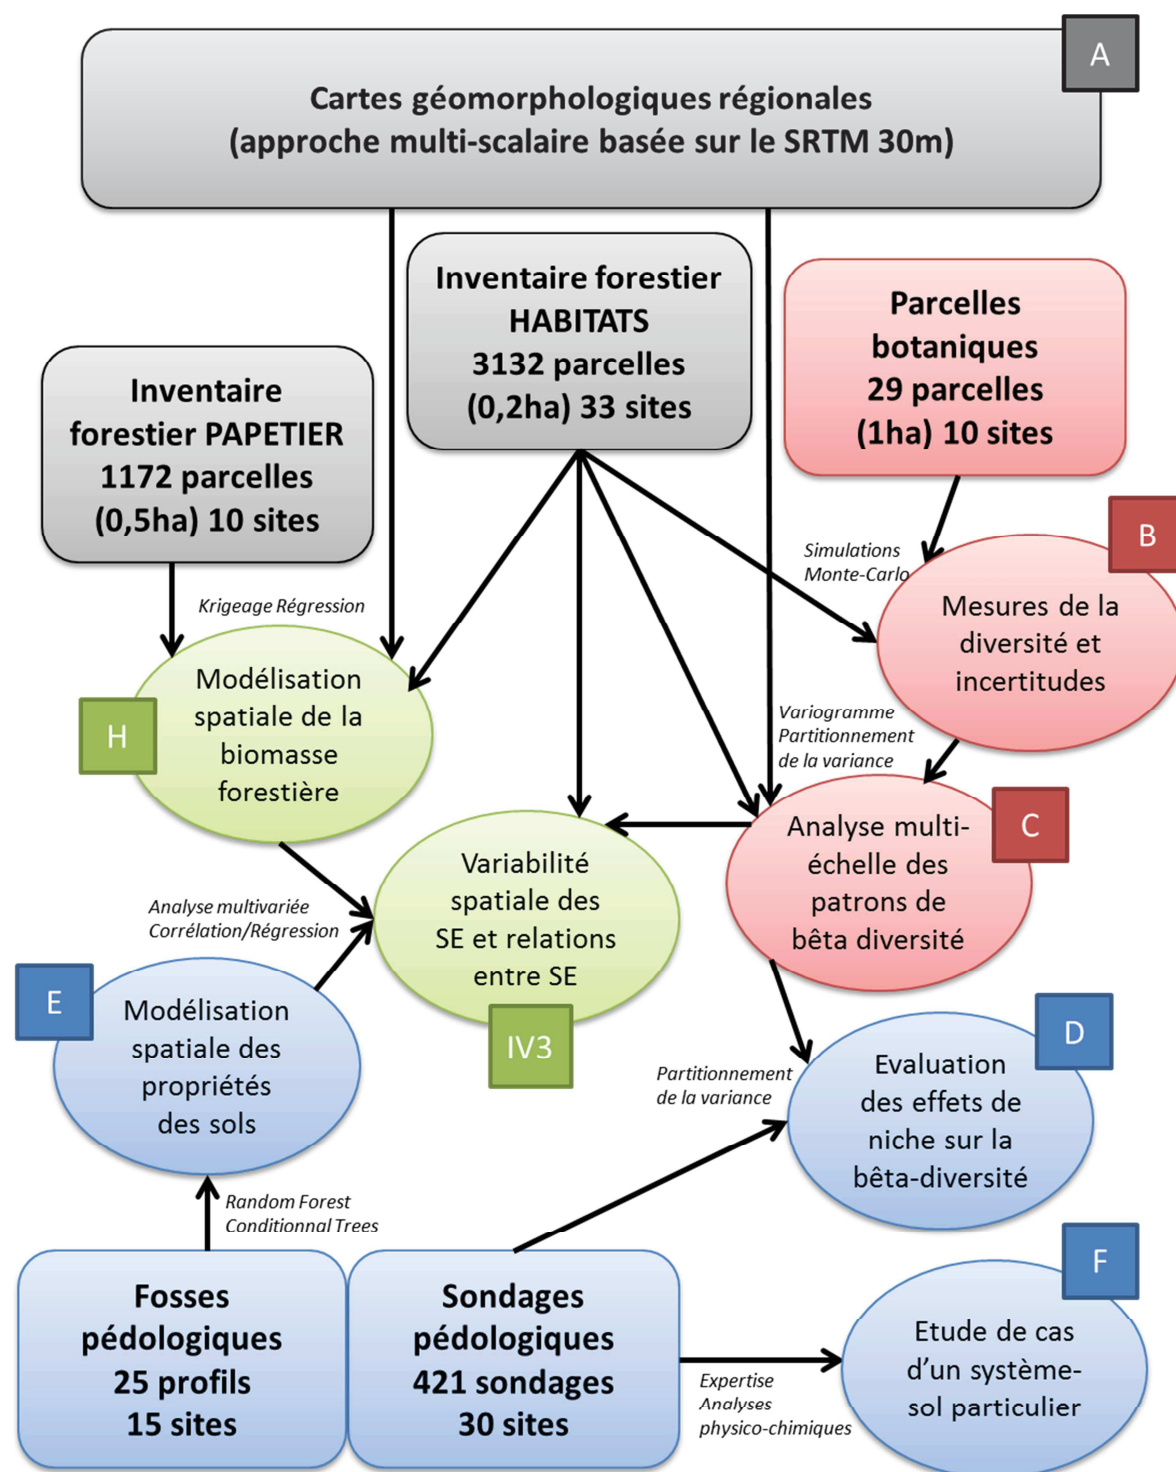 A
Cartes géomorphologiques régionales
(approche multi-scalaire basée sur le SRTM 30m)
Inventaire forestier
HABITATS
3132 parcelles
(0,2ha) 33 sites
Parcelles
botaniques
29 parcelles
(1ha) 10 sites
Inventaire
forestier PAPETIER
1172 parcelles
(0,5ha) 10 sites
B
Simulations
Monte-Carlo
Mesures de la
diversité et
incertitudes
Krigeage Régression
H
Modélisation
spatiale de la
biomasse
forestière
Variogramme
Partitionnement
de la variance
C
Analyse multi-
échelle des
patrons de
bêta diversité
Variabilité
spatiale des
SE et relations
entre SE
IV3
Analyse multivariée
Corrélation/Régression
E
Modélisation
spatiale des
propriétés
des sols
D
Partitionnement
de la variance
Evaluation
des effets de
niche sur la
bêta-diversité
Random Forest
Conditionnal Trees
Fosses
pédologiques
25 profils
15 sites
Sondages
pédologiques
421 sondages
30 sites
Expertise
Analyses
physico-chimiques
F
Etude de cas
d'un système-
sol particulier